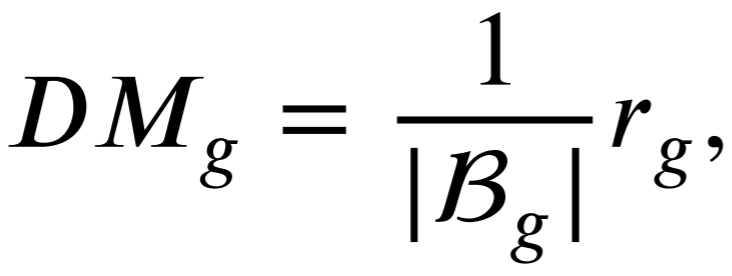 DM_g = \frac{1}{|\mathcal{B}_g|} r_g,